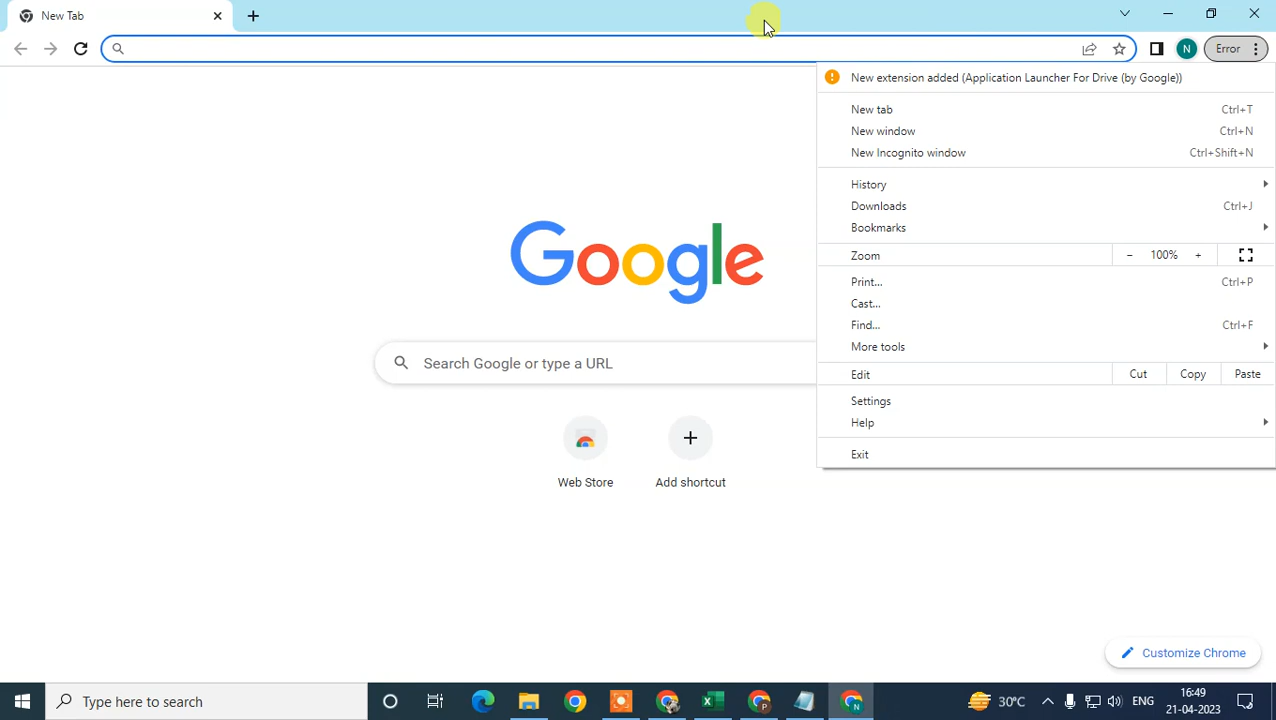 New Tab
N
Error
New extension added (Application Launcher For Drive (by Google))
New tab Ctrl+T
New window Ctrl+N
New Incognito window Ctrl+Shift+N
History
Downloads Ctrl+J
Bookmarks
Zoom - 100% +
Print... Ctrl+P
Cast...
Find... Ctrl+F
More tools
Edit Cut Copy Paste
Settings
Help
Exit
Google
Search Google or type a URL
Web Store Add shortcut
Customize Chrome
Type here to search
30°C ENG 16:49
21-04-2023